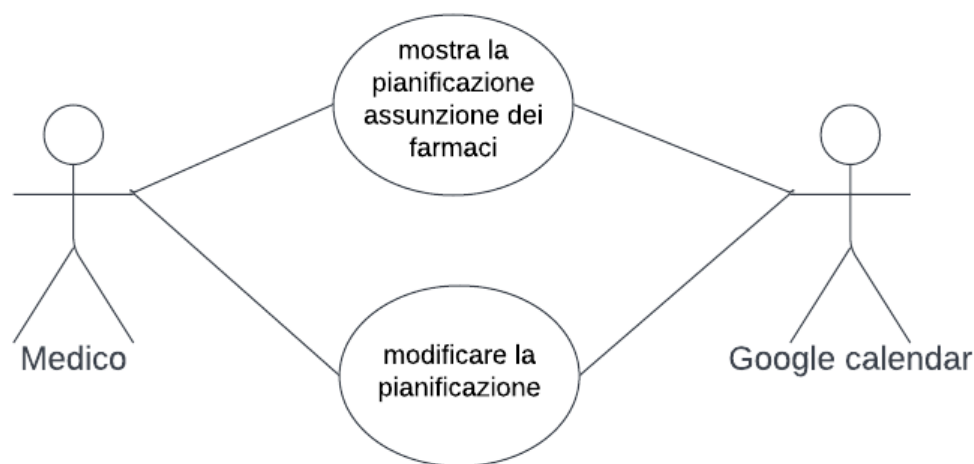 mostra la
pianificazione
assunzione dei
farmaci
Medico
Google calendar
modificare la
pianificazione